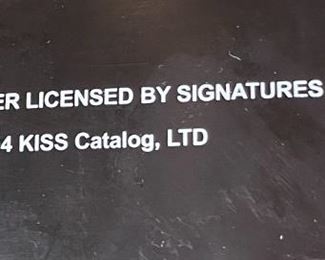 ER LICENSED BY SIGNATURES
4 KISS Catalog, LTD